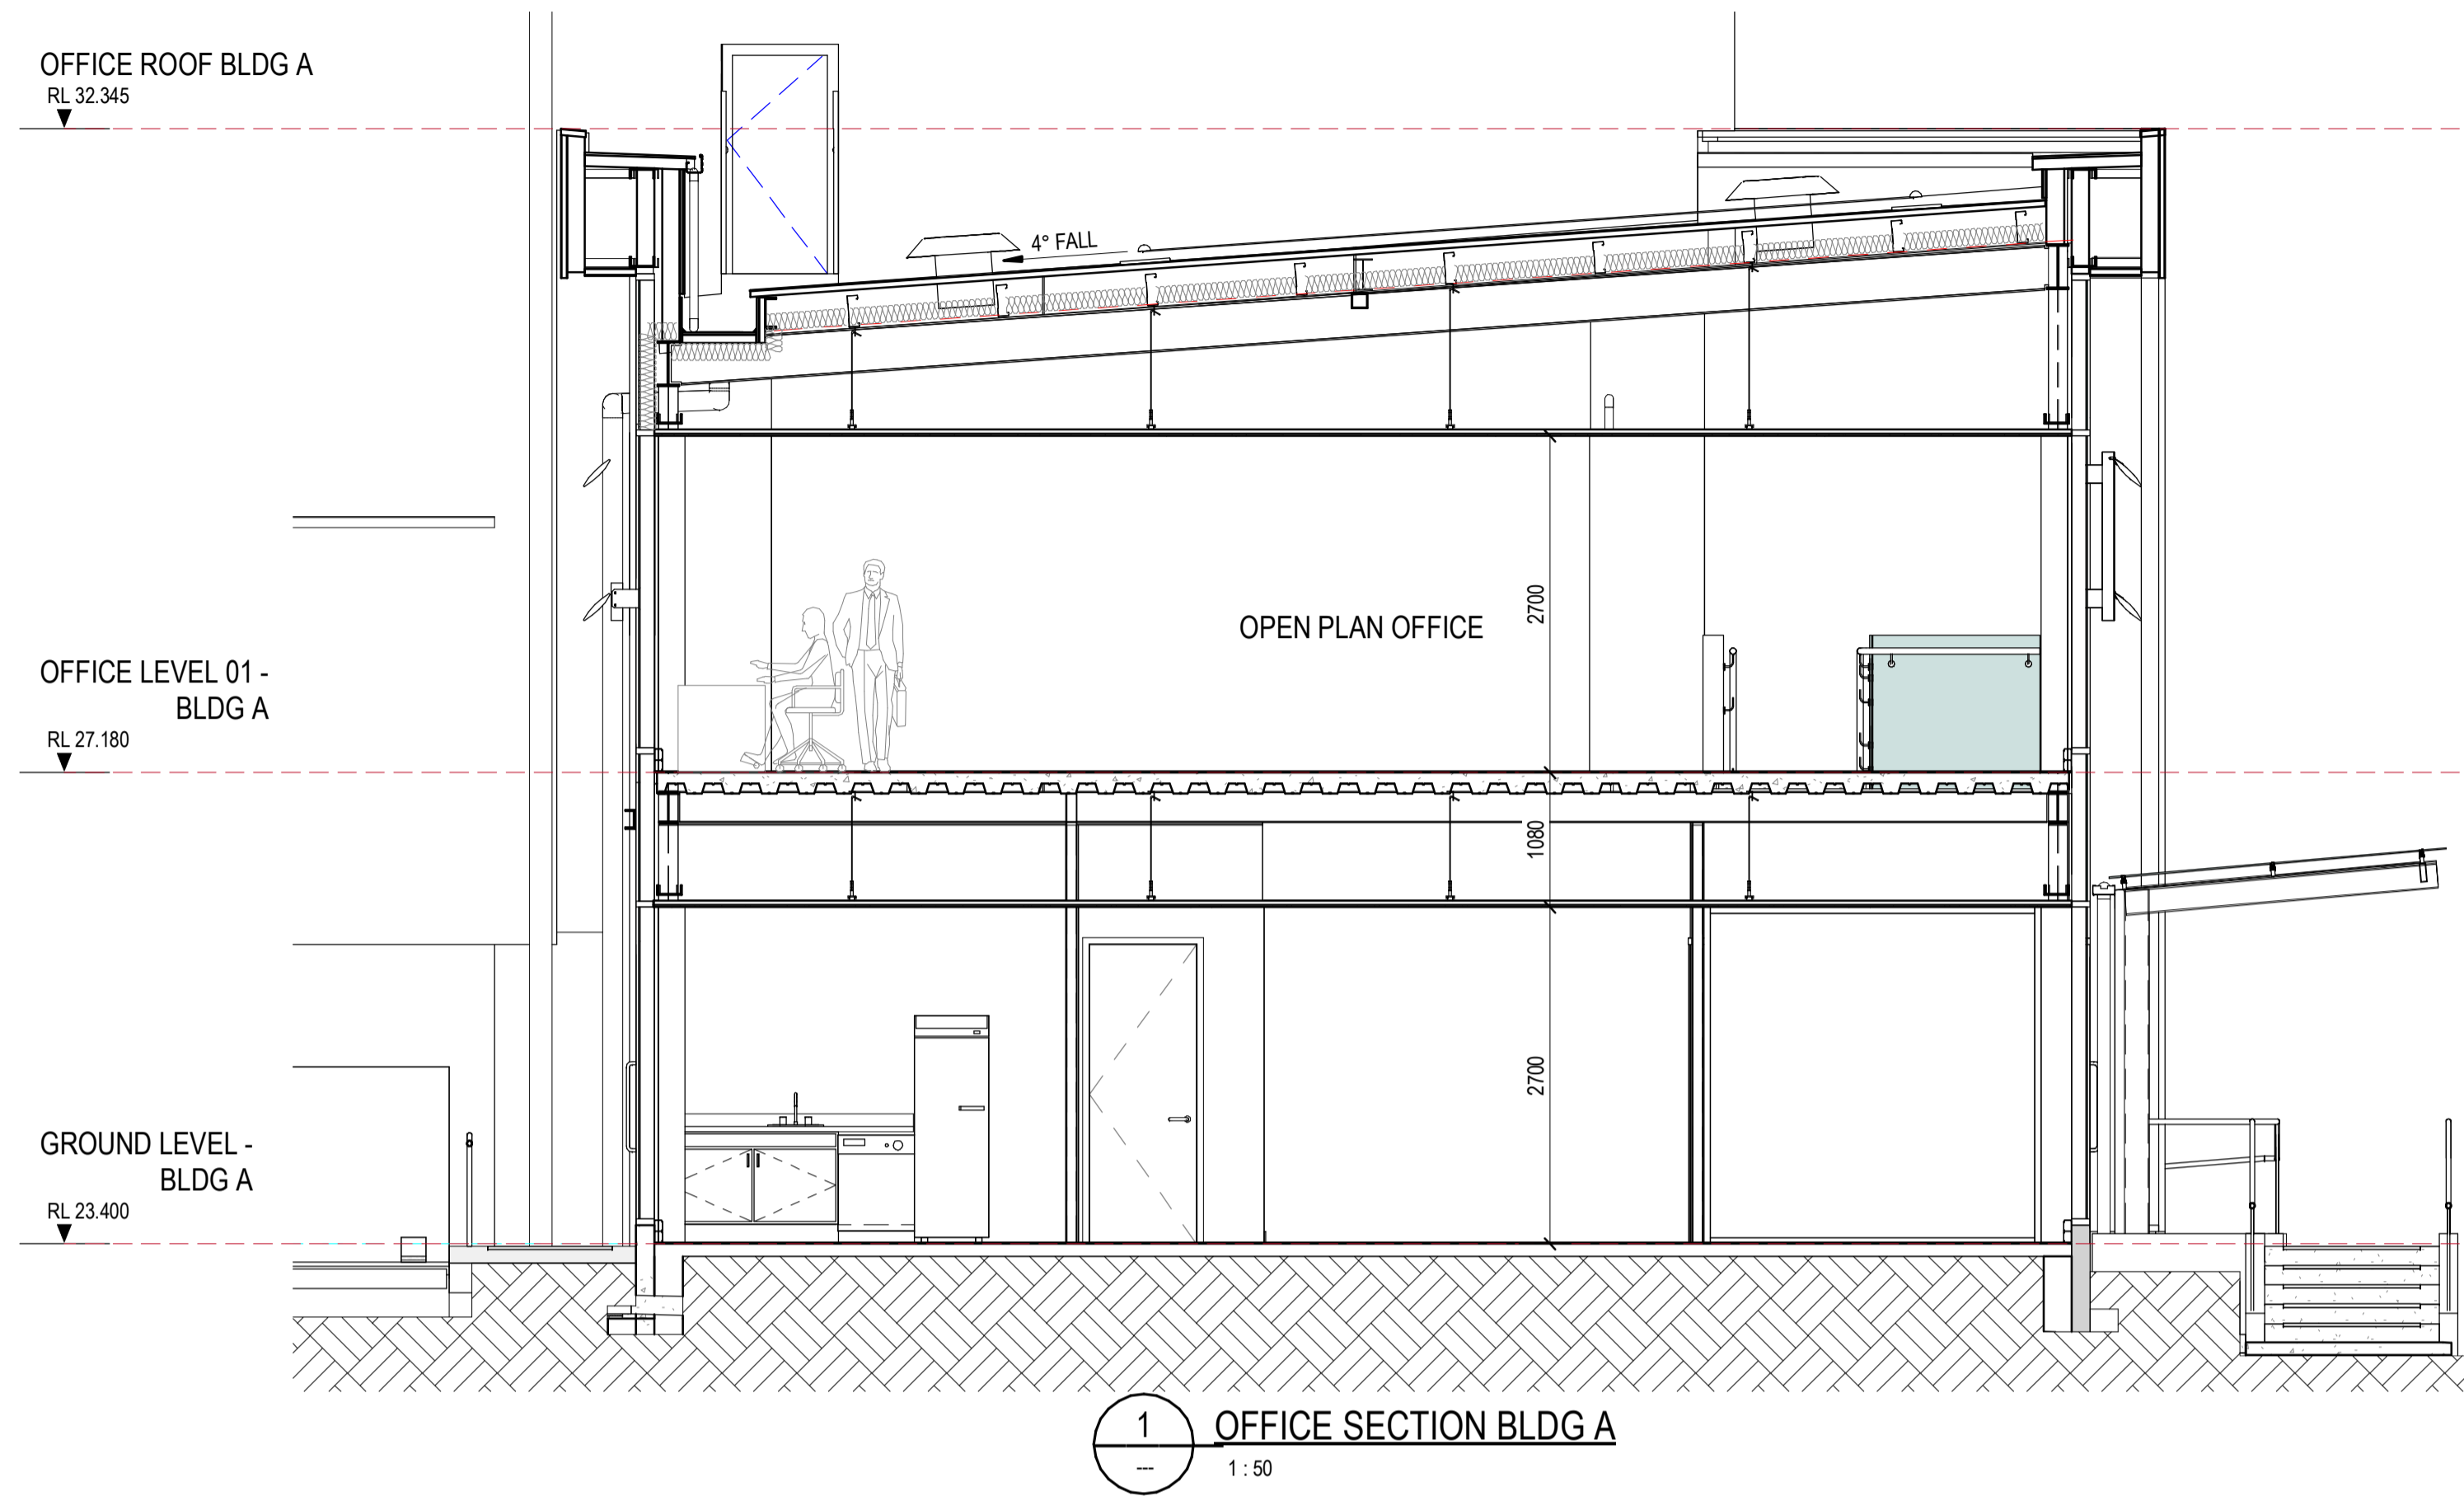 OFFICE ROOF BLDG A
RL 32.345
4° FALL
2700
OPEN PLAN OFFICE
OFFICE LEVEL 01 -
BLDG A
RL 27.180
1080
2700
GROUND LEVEL -
BLDG A
RL 23.400
1
OFFICE SECTION BLDG A
---
1 : 50